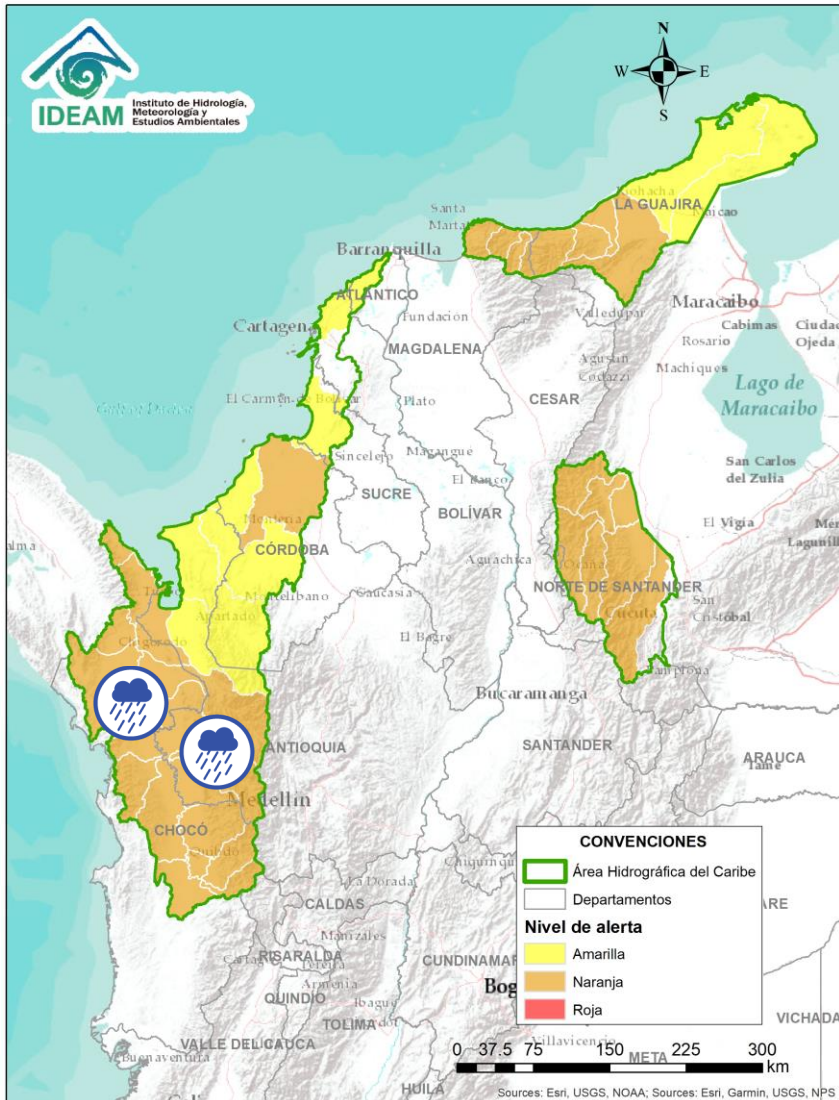 IDEAM
Instituto de Hidrología,
Meteorología y
Estudios Ambientales
N
W
E
S
LA GUAJIRA
Santa
Barranquilla
ATLÁNTICO
Cartagena
Fundación
Valledupar
Maracaibo
Cabimas
Ciudad
Rosario
Ojeda
MAGDALENA
Agustín
Codazzi
Machiques
CESAR
Lago de
Maracaibo
El Carmen de Bolívar
Plato
Sincelejo
Magangué
San Carlos
del Zulia
El Banco
SUCRE
BOLÍVAR
Montería
El Vigía
CÓRDOBA
Aguachica
NORTE DE SANTANDER
Montelíbano
Caucasia
San
Cristóbal
Apartadó
Cúcuta
El Bagre
Chigorodó
Pamplona
Bucaramanga
ANTIOQUIA
SANTANDER
ARAUCA
Tame
Medellín
CHOCÓ
Quibdó
La Dorada
CALDAS
Manizales
RISARALDA
Pereira
Armenia
QUINDÍO
Ibagué
TOLIMA
VALLE DEL CAUCA
Buenaventura
HUILA
Villavicencio
META
VICHADA
CONVENCIONES
Área Hidrográfica del Caribe
Departamentos
Nivel de alerta
Amarilla
Naranja
Roja
0 37.5 75 150 225 300
km
Sources: Esri, USGS, NOAA; Sources: Esri, Garmin, USGS, NPS